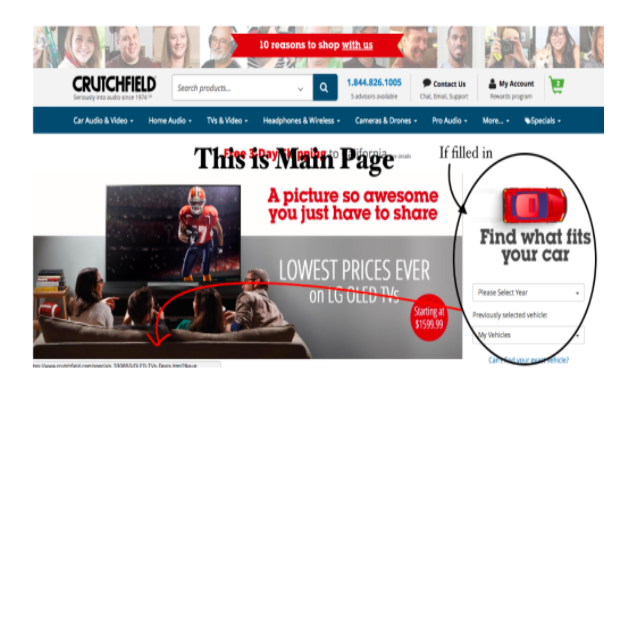 10 reasons to shop with us
CRUTCHFIELD
Seriously into audio since 1974
Search products...
1.844.826.1005
5 advisors available
Contact Us
Chat, Email, Support
My Account
Rewards program
2
Car Audio & Video
Home Audio
TVs & Video
Headphones & Wireless
Cameras & Drones
Pro Audio
More...
Specials
Free 3-Day Shipping to California details
This is Main Page
If filled in
A picture so awesome
you just have to share
LOWEST PRICES EVER
on LG OLED TVs
Starting at
$1599.99
Find what fits
your car
Please Select Year
Previously selected vehicle:
My Vehicles
Can't find your exact vehicle?